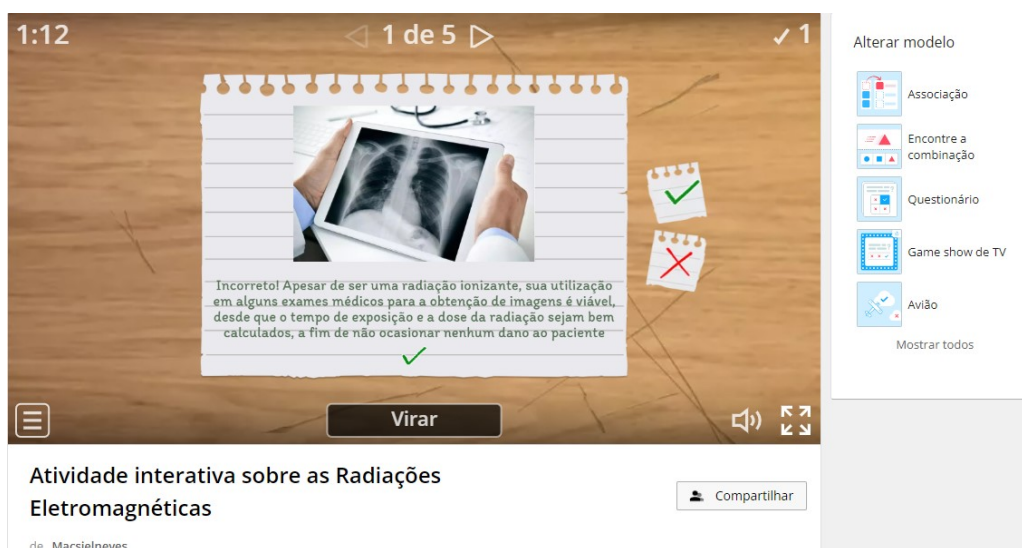 1:12
1 de 5
1
Incorreto! Apesar de ser uma radiação ionizante, sua utilização
em alguns exames médicos para a obtenção de imagens é viável,
desde que o tempo de exposição e a dose da radiação sejam bem
calculados, a fim de não ocasionar nenhum dano ao paciente
Virar
Atividade interativa sobre as Radiações
Eletromagnéticas
Compartilhar
de Macsielneves
Alterar modelo
Associação
Encontre a
combinação
Questionário
Game show de TV
Avião
Mostrar todos